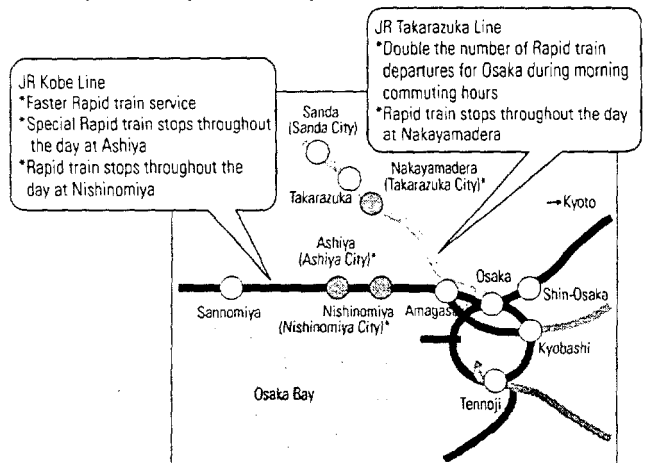 JR Kobe Line
*Faster Rapid train service
*Special Rapid train stops throughout
the day at Ashiya
*Rapid train stops throughout the
day at Nishinomiya
JR Takarazuka Line
*Double the number of Rapid train
departures for Osaka during morning
commuting hours
*Rapid train stops throughout the day
at Nakayamadera
Sanda
(Sanda City)
Takarazuka
Nakayamadera
(Takarazuka City)*
→Kyoto
Ashiya
(Ashiya City)*
Sannomiya
Nishinomiya
(Nishinomiya City)*
Amagas
Osaka
Shin-Osaka
Kyobashi
Tennoji
Osaka Bay